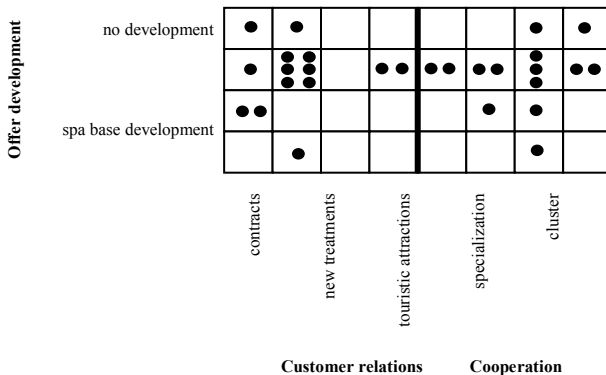 Offer development
no development
spa base development
contracts
new treatments
touristic attractions
specialization
cluster
Customer relations
Cooperation